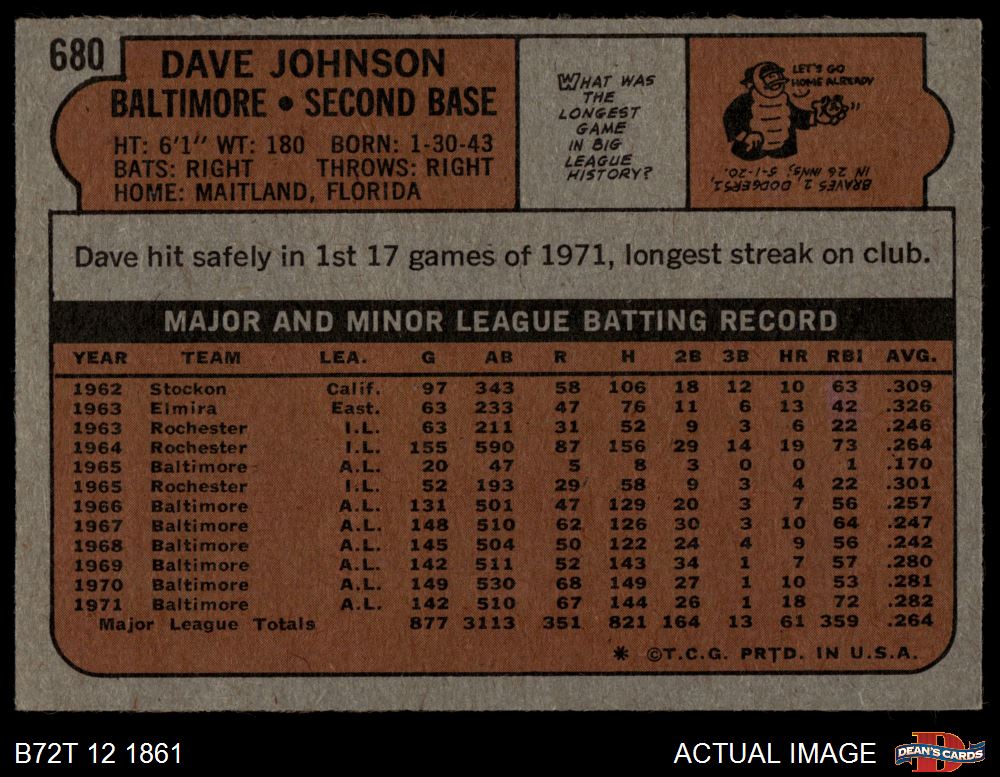 680
DAVE JOHNSON
BALTIMORE • SECOND BASE
HT: 6'1" WT: 180 BORN: 1-30-43
BATS: RIGHT THROWS: RIGHT
HOME: MAITLAND, FLORIDA
WHAT WAS
THE
LONGEST
GAME
IN BIG
LEAGUE
HISTORY?
LET'S GO
HOME ALREADY
BRAVES 1, DODGERS 1,
IN 26 INNS; 5-1-20.
Dave hit safely in 1st 17 games of 1971, longest streak on club.
MAJOR AND MINOR LEAGUE BATTING RECORD
YEAR TEAM LEA. G AB R H 2B 3B HR RBI AVG.
1962 Stockon Calif. 97 343 58 106 18 12 10 63 .309
1963 Elmira East. 63 233 47 76 11 6 13 42 .326
1963 Rochester I.L. 63 211 31 52 9 3 6 22 .246
1964 Rochester I.L. 155 590 87 156 29 14 19 73 .264
1965 Baltimore A.L. 20 47 5 8 3 0 0 1 .170
1965 Rochester I.L. 52 193 29 58 9 3 4 22 .301
1966 Baltimore A.L. 131 501 47 129 20 3 7 56 .257
1967 Baltimore A.L. 148 510 62 126 30 3 10 64 .247
1968 Baltimore A.L. 145 504 50 122 24 4 9 56 .242
1969 Baltimore A.L. 142 511 52 143 34 1 7 57 .280
1970 Baltimore A.L. 149 530 68 149 27 1 10 53 .281
1971 Baltimore A.L. 142 510 67 144 26 1 18 72 .282
Major League Totals 877 3113 351 821 164 13 61 359 .264
* ©T.C.G. PRTD. IN U.S.A.
B72T 12 1861
ACTUAL IMAGE
D
DEAN'S CARDS